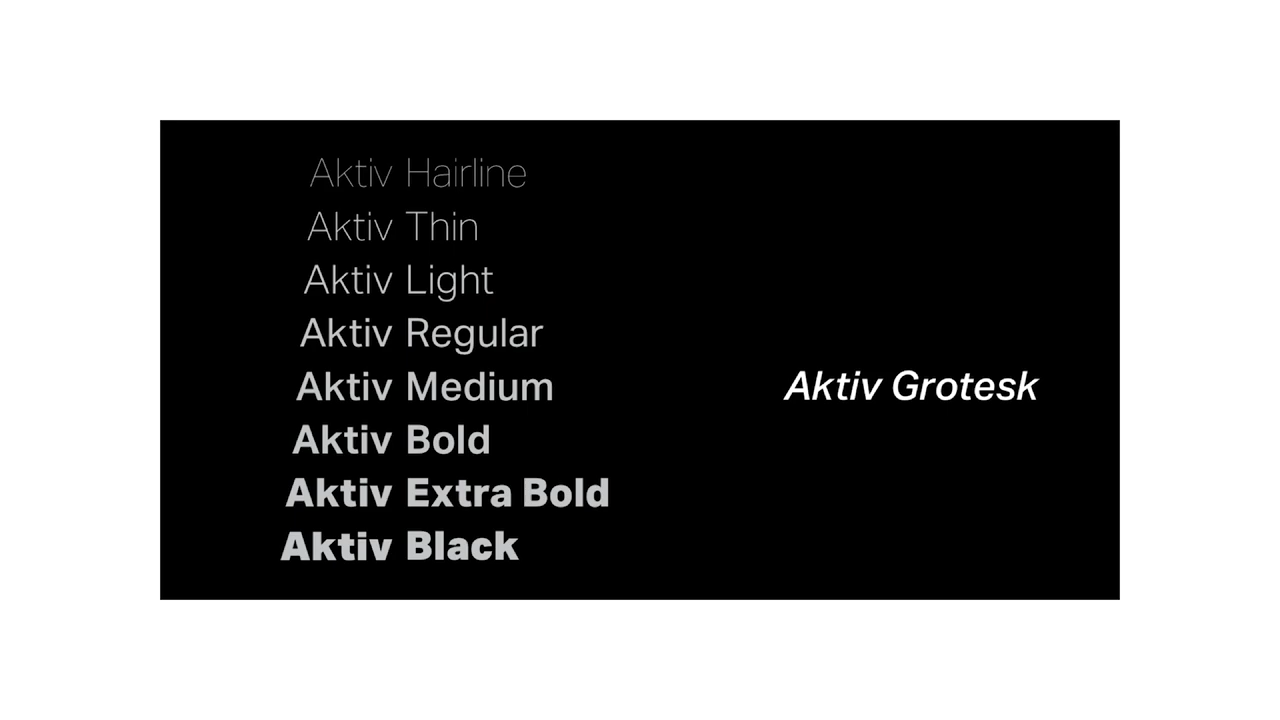 Aktiv Hairline
Aktiv Thin
Aktiv Light
Aktiv Regular
Aktiv Medium
Aktiv Grotesk
Aktiv Bold
Aktiv Extra Bold
Aktiv Black